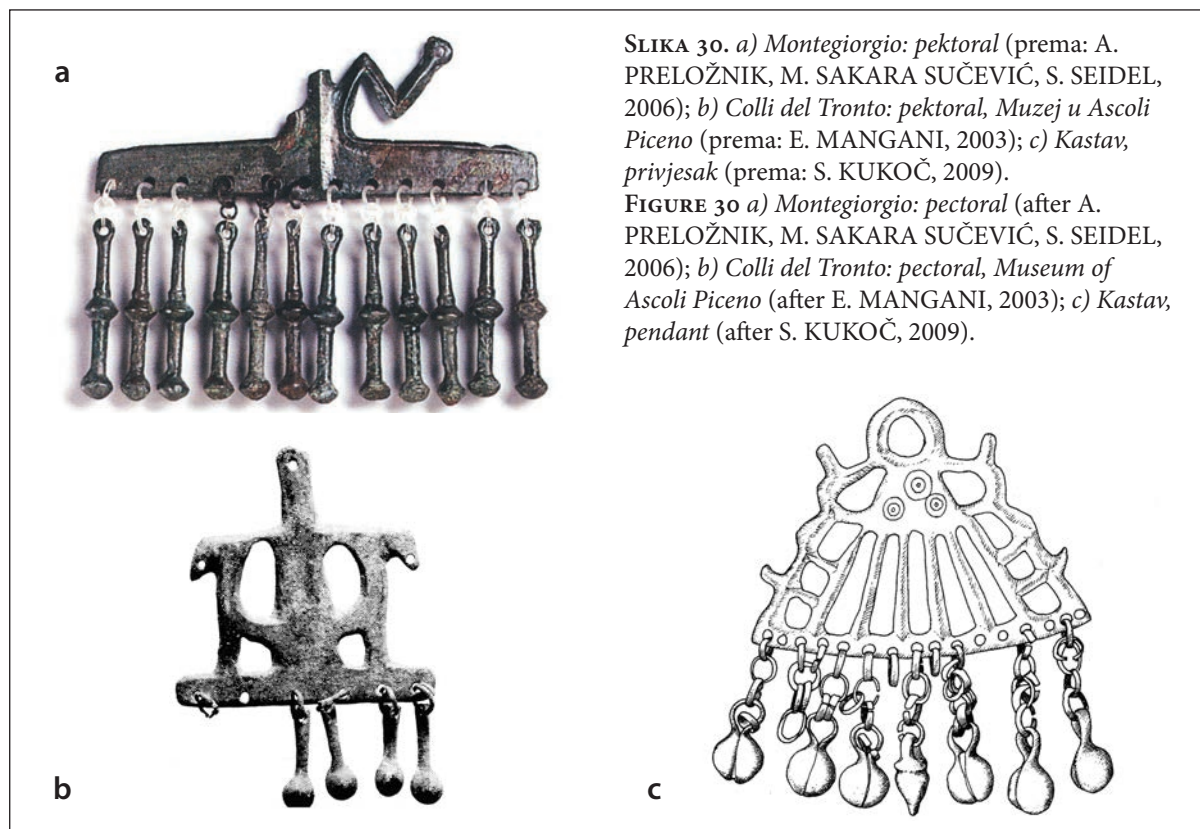 a
SLIKA 30. a) Montegiorgio: pektoral (prema: A.
PRELOŽNIK, M. SAKARA SUČEVIĆ, S. SEIDEL,
2006); b) Colli del Tronto: pektoral, Muzej u Ascoli
Piceno (prema: E. MANGANI, 2003); c) Kastav,
privjesak (prema: S. KUKOČ, 2009).
FIGURE 30 a) Montegiorgio: pectoral (after A.
PRELOŽNIK, M. SAKARA SUČEVIĆ, S. SEIDEL,
2006); b) Colli del Tronto: pectoral, Museum of
Ascoli Piceno (after E. MANGANI, 2003); c) Kastav,
pendant (after S. KUKOČ, 2009).
b
c